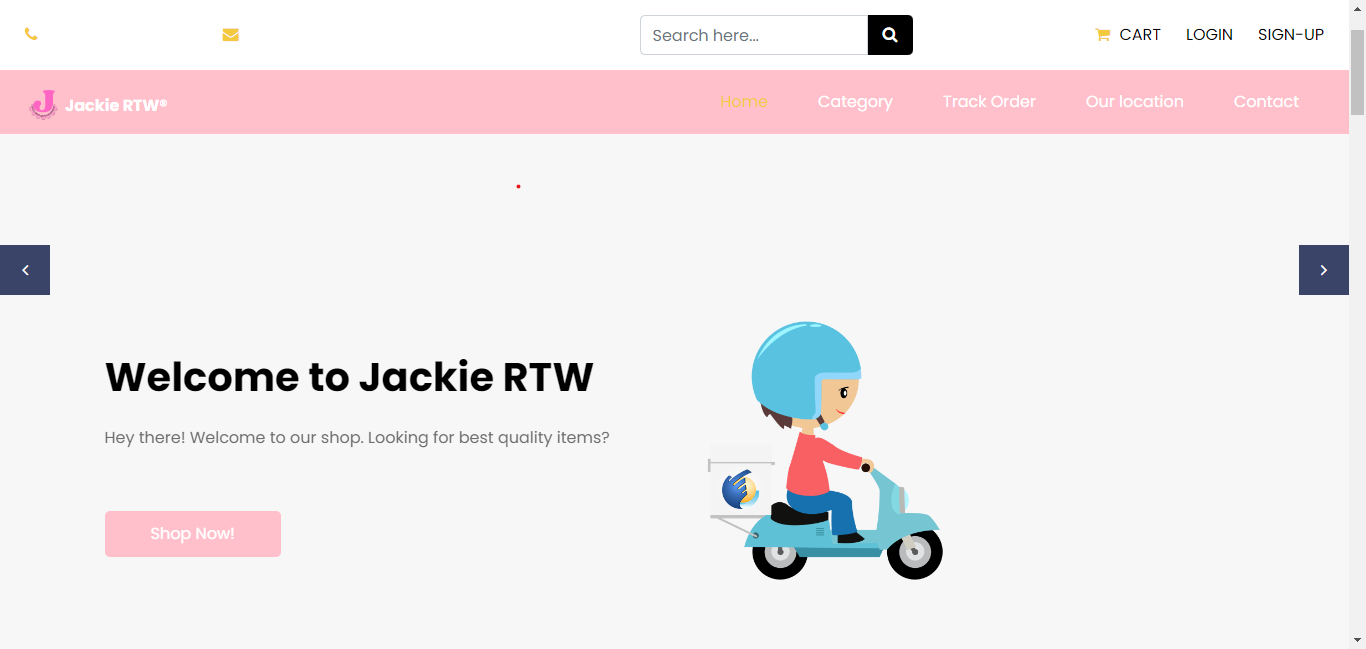 Search here...
CART
LOGIN
SIGN-UP
J Jackie RTW®
Home
Category
Track Order
Our location
Contact
Welcome to Jackie RTW
Hey there! Welcome to our shop. Looking for best quality items?
Shop Now!